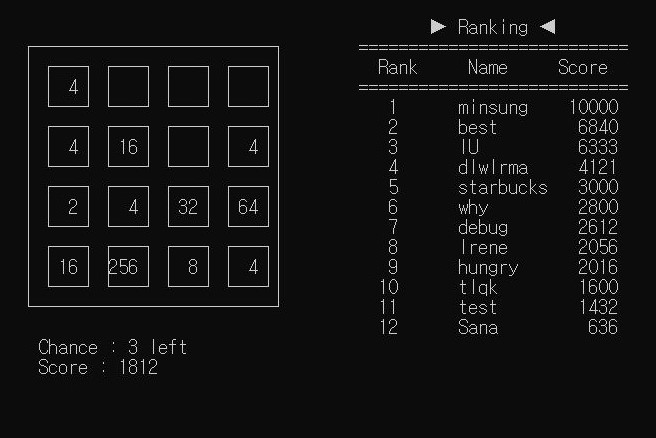 ▶ Ranking ◀
===========================
Rank Name Score
===========================
1 minsung 10000
2 best 6840
3 IU 6333
4 dlwlrma 4121
5 starbucks 3000
6 why 2800
7 debug 2612
8 Irene 2056
9 hungry 2016
10 tlqk 1600
11 test 1432
12 Sana 636
4
4 16 4
2 4 32 64
16 256 8 4
Chance : 3 left
Score : 1812